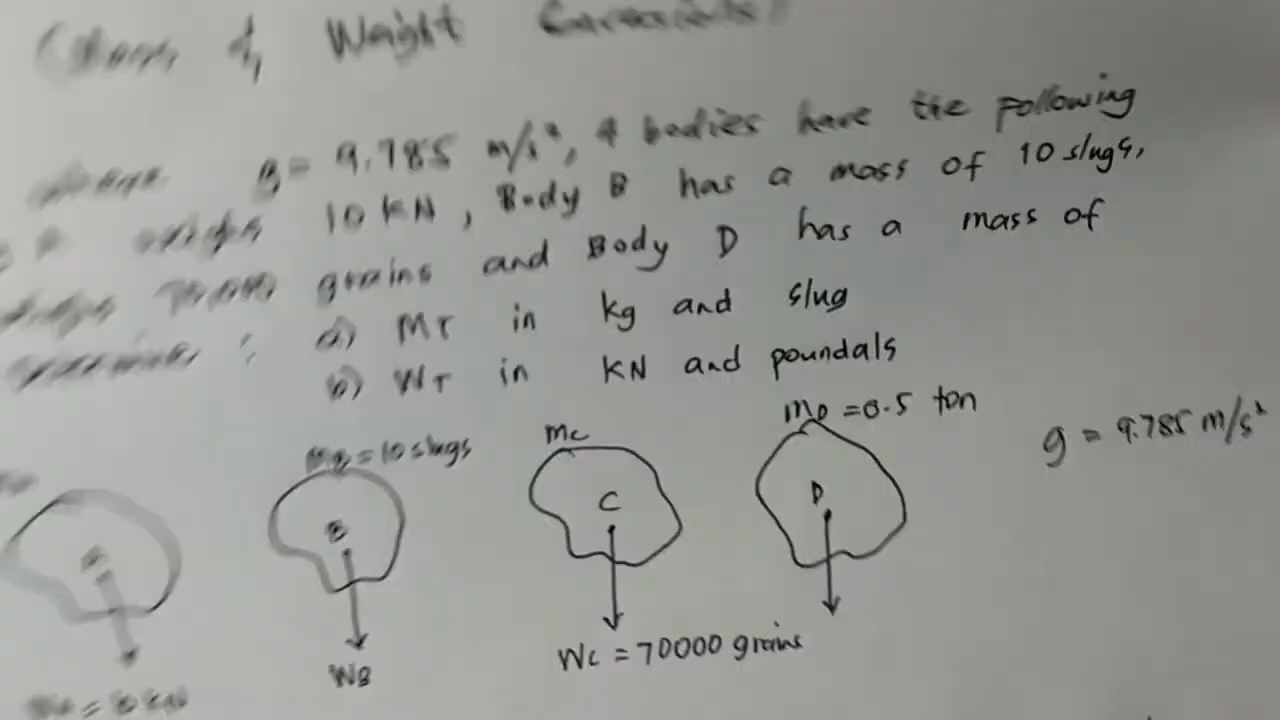 & Weight
g = 9.785 m/s², 4 bodies have the following
10 KN, Body B has a mass of 10 slugs,
grains and Body D has a mass of
a) MT in kg and slug
b) WT in KN and poundals
MB = 10 slugs
Mc
MD = 0.5 ton
g = 9.785 m/s²
B
C
D
WB
Wc = 70000 grains